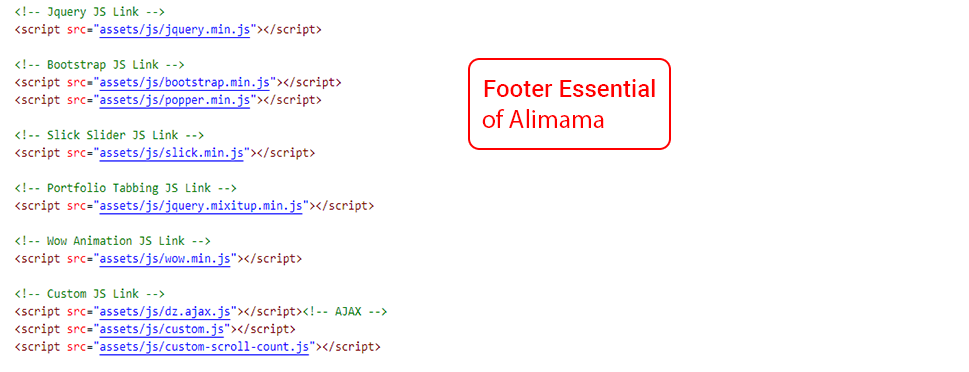 <!-- Jquery JS Link -->
<script src="assets/js/jquery.min.js"></script>
<!-- Bootstrap JS Link -->
<script src="assets/js/bootstrap.min.js"></script>
<script src="assets/js/popper.min.js"></script>
<!-- Slick Slider JS Link -->
<script src="assets/js/slick.min.js"></script>
<!-- Portfolio Tabbing JS Link -->
<script src="assets/js/jquery.mixitup.min.js"></script>
<!-- Wow Animation JS Link -->
<script src="assets/js/wow.min.js"></script>
<!-- Custom JS Link -->
<script src="assets/js/dz.ajax.js"></script><!-- AJAX -->
<script src="assets/js/custom.js"></script>
<script src="assets/js/custom-scroll-count.js"></script>
Footer Essential
of Alimama